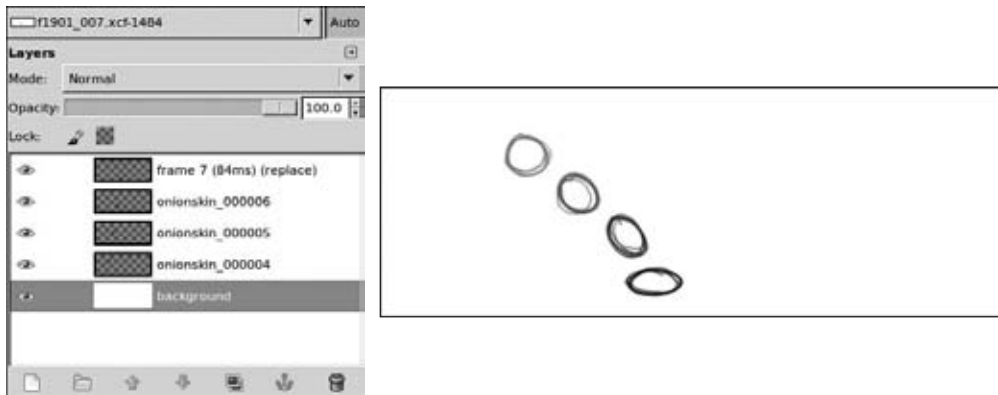 f1901_007.xcf-1484 Auto
Layers
Mode: Normal
Opacity: 100.0
Lock:
frame 7 (84ms) (replace)
onionskin_000006
onionskin_000005
onionskin_000004
background